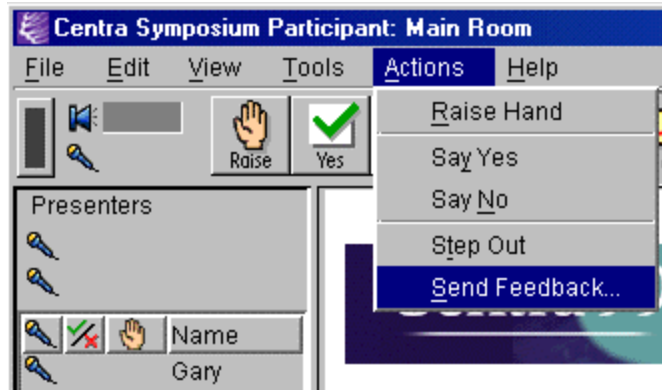 Centra Symposium Participant: Main Room
File Edit View Tools Actions Help
Raise Yes
Raise Hand
Say Yes
Say No
Step Out
Send Feedback...
Presenters
Name
Gary